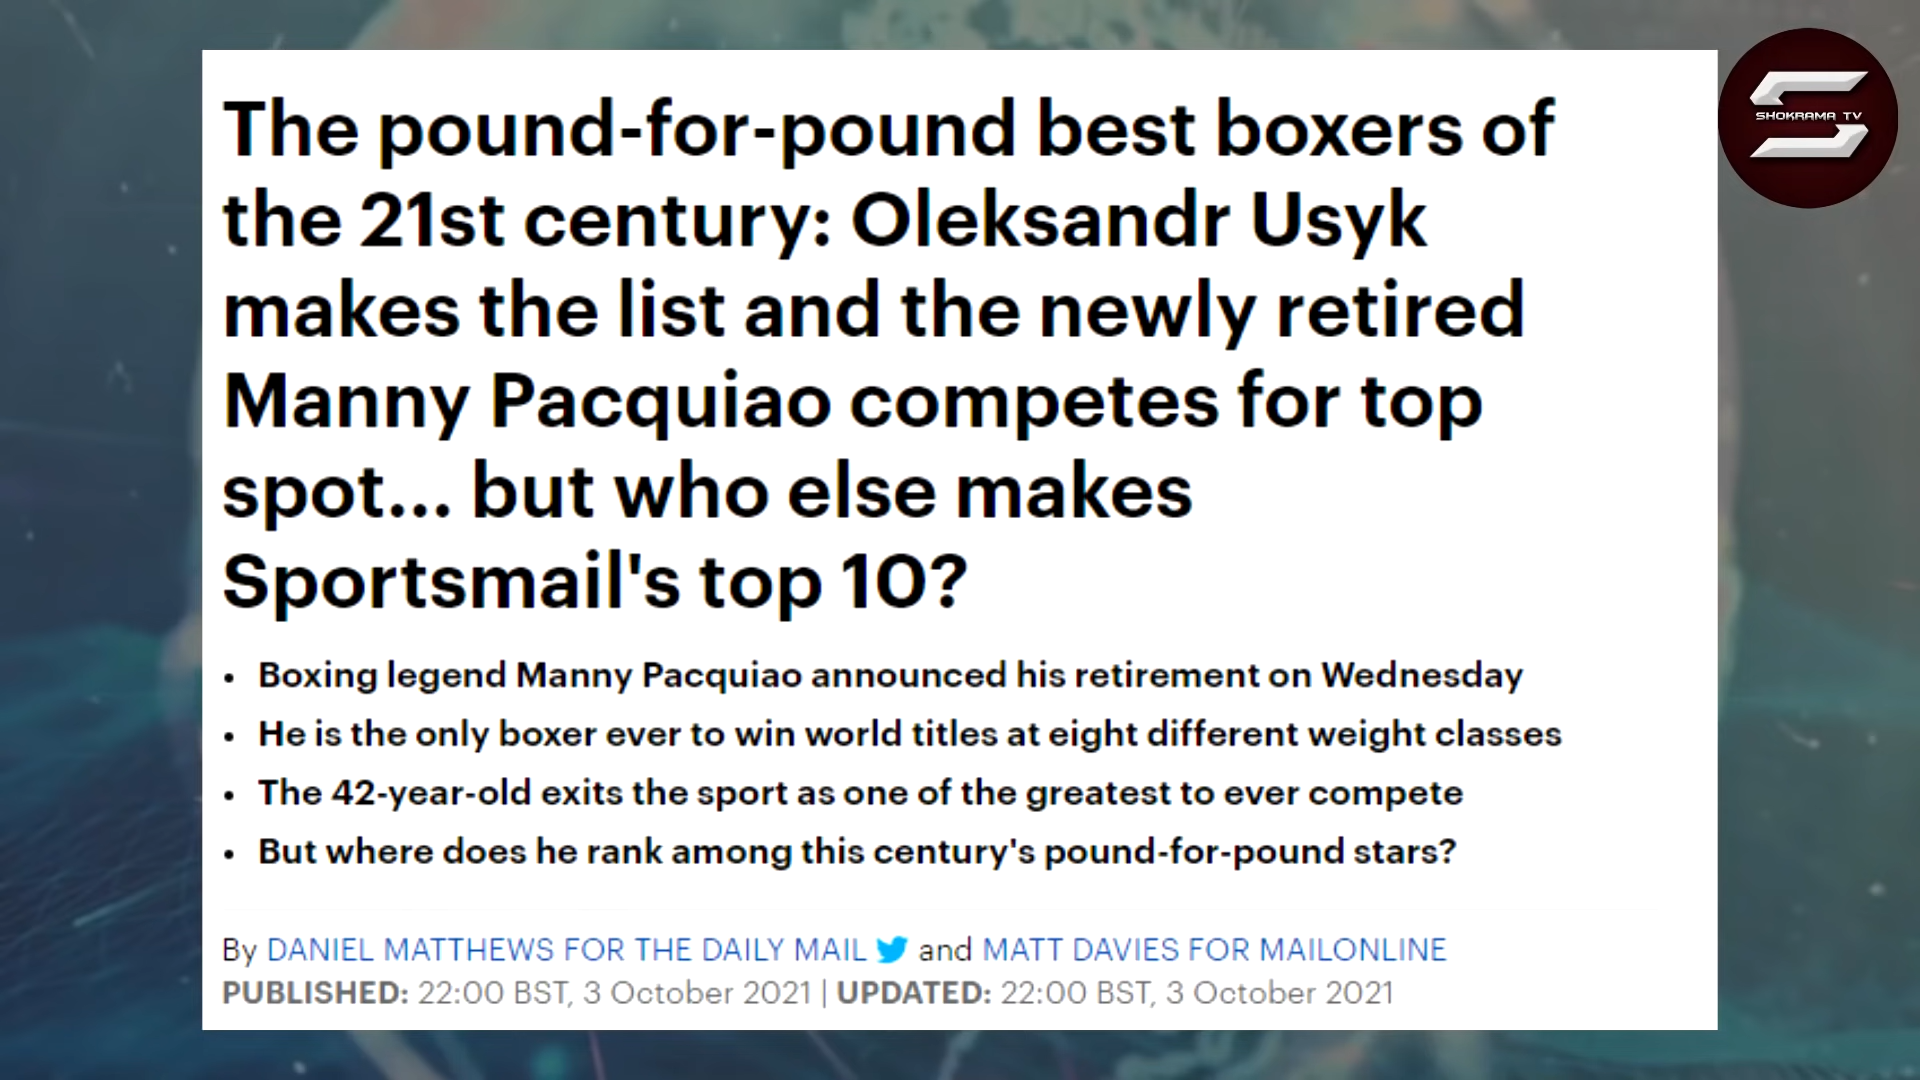 The pound-for-pound best boxers of
the 21st century: Oleksandr Usyk
makes the list and the newly retired
Manny Pacquiao competes for top
spot... but who else makes
Sportsmail's top 10?
• Boxing legend Manny Pacquiao announced his retirement on Wednesday
• He is the only boxer ever to win world titles at eight different weight classes
• The 42-year-old exits the sport as one of the greatest to ever compete
• But where does he rank among this century's pound-for-pound stars?
By DANIEL MATTHEWS FOR THE DAILY MAIL and MATT DAVIES FOR MAILONLINE
PUBLISHED: 22:00 BST, 3 October 2021 | UPDATED: 22:00 BST, 3 October 2021
SHOKRAMA TV